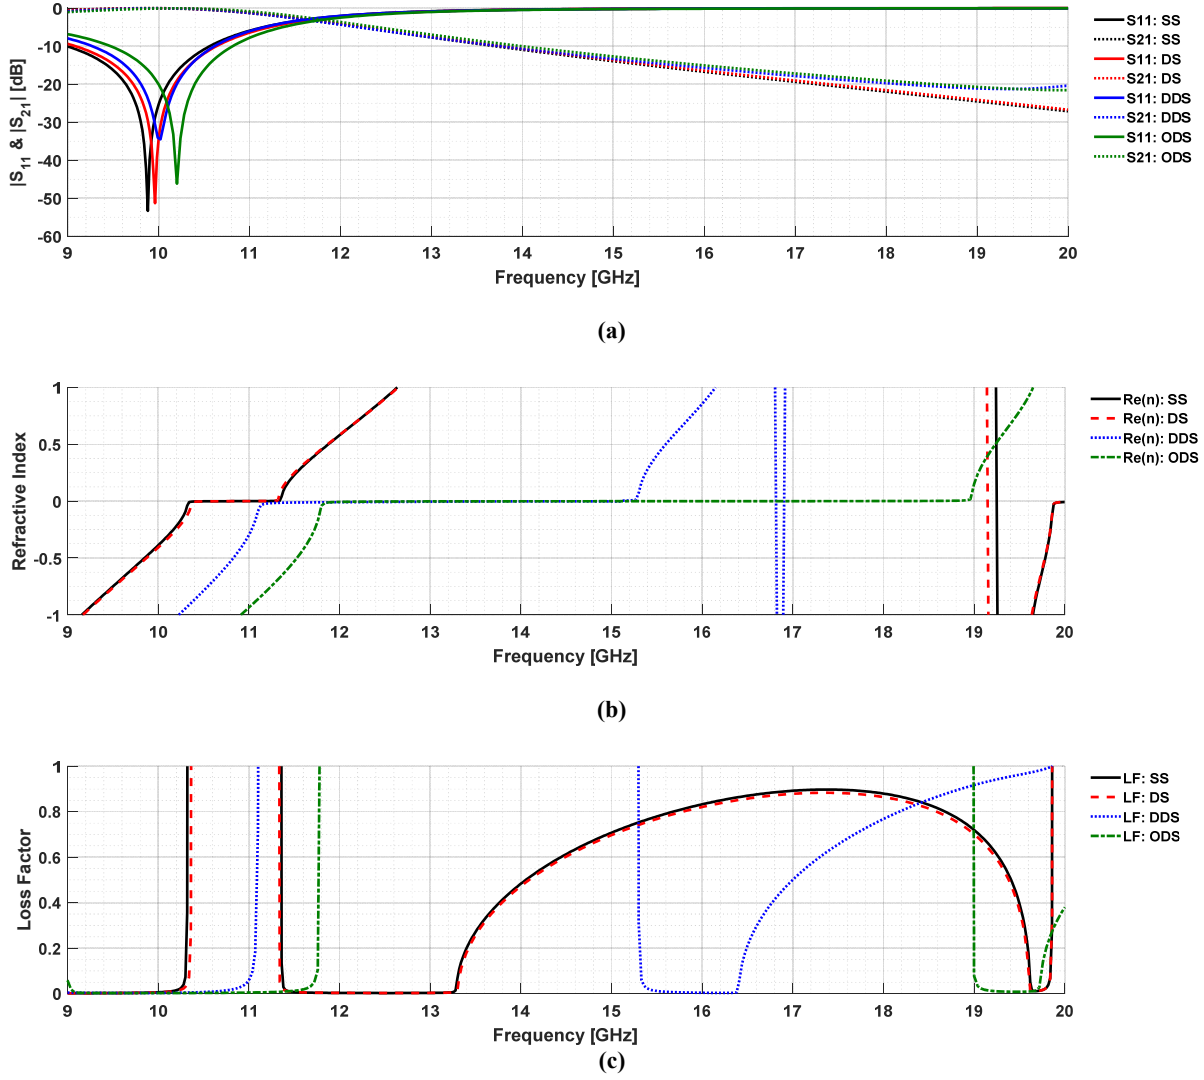 0
-10
-20
-30
-40
-50
-60
|S11 & |S21| [dB]
9 10 11 12 13 14 15 16 17 18 19 20
Frequency [GHz]
S11: SS
S21: SS
S11: DS
S21: DS
S11: DDS
S21: DDS
S11: ODS
S21: ODS
(a)
1
0.5
0
-0.5
-1
Refractive Index
9 10 11 12 13 14 15 16 17 18 19 20
Frequency [GHz]
Re(n): SS
Re(n): DS
Re(n): DDS
Re(n): ODS
(b)
1
0.8
0.6
0.4
0.2
0
Loss Factor
9 10 11 12 13 14 15 16 17 18 19 20
Frequency [GHz]
LF: SS
LF: DS
LF: DDS
LF: ODS
(c)